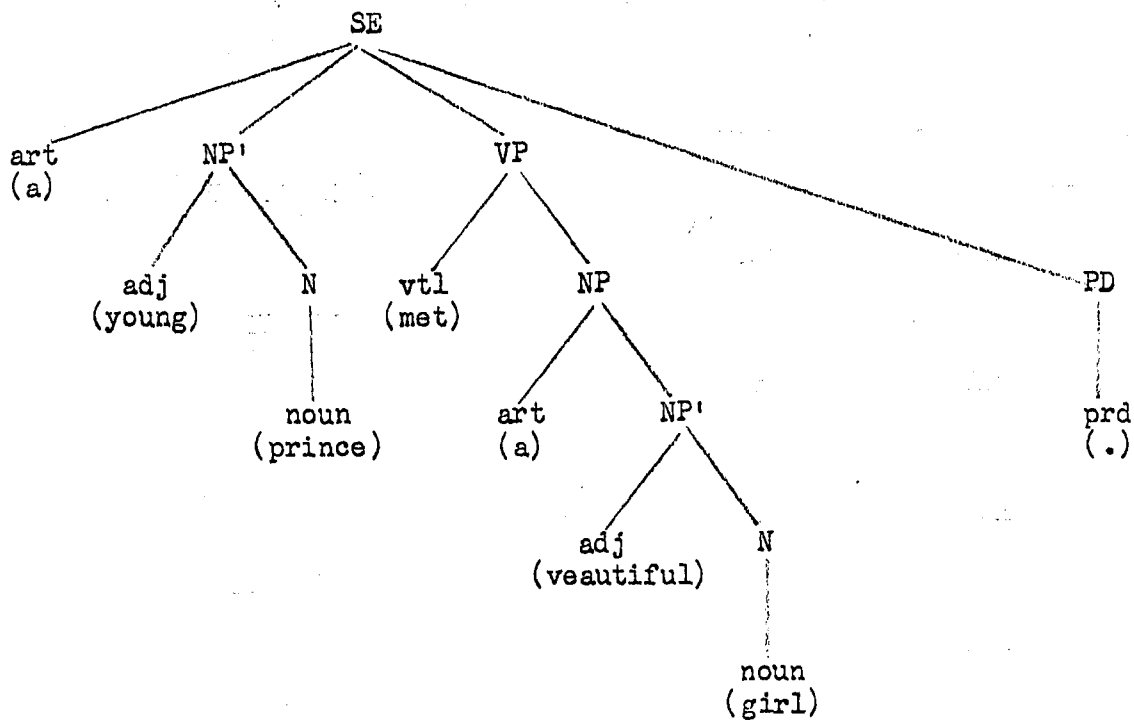 SE
art NP' VP
(a)
adj N vtl NP PD
(young) (met)
noun art NP' prd
(prince) (a) (.)
adj N
(veautiful)
noun
(girl)